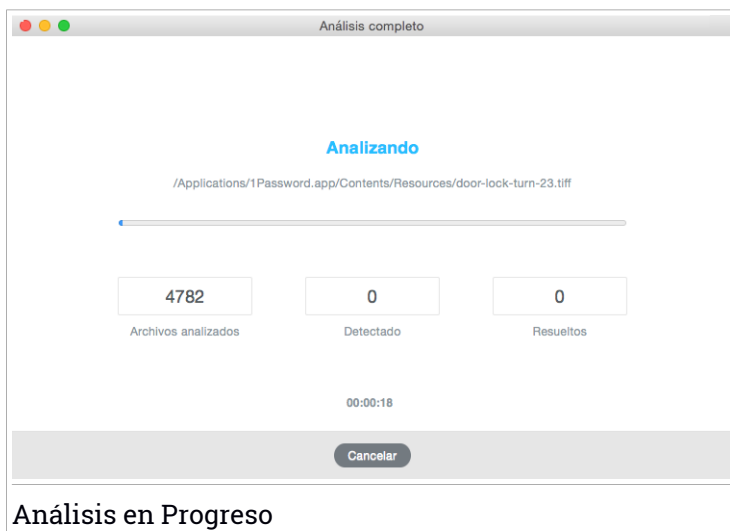 Análisis completo
Analizando
/Applications/1Password.app/Contents/Resources/door-lock-turn-23.tiff
4782 0 0
Archivos analizados Detectado Resueltos
00:00:18
Cancelar
Análisis en Progreso